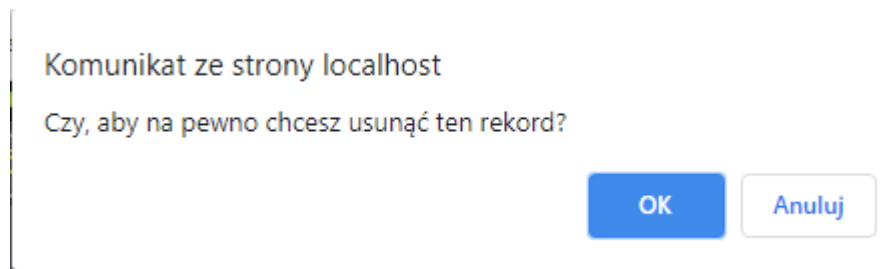 Komunikat ze strony localhost
Czy, aby na pewno chcesz usunąć ten rekord?
OK Anuluj